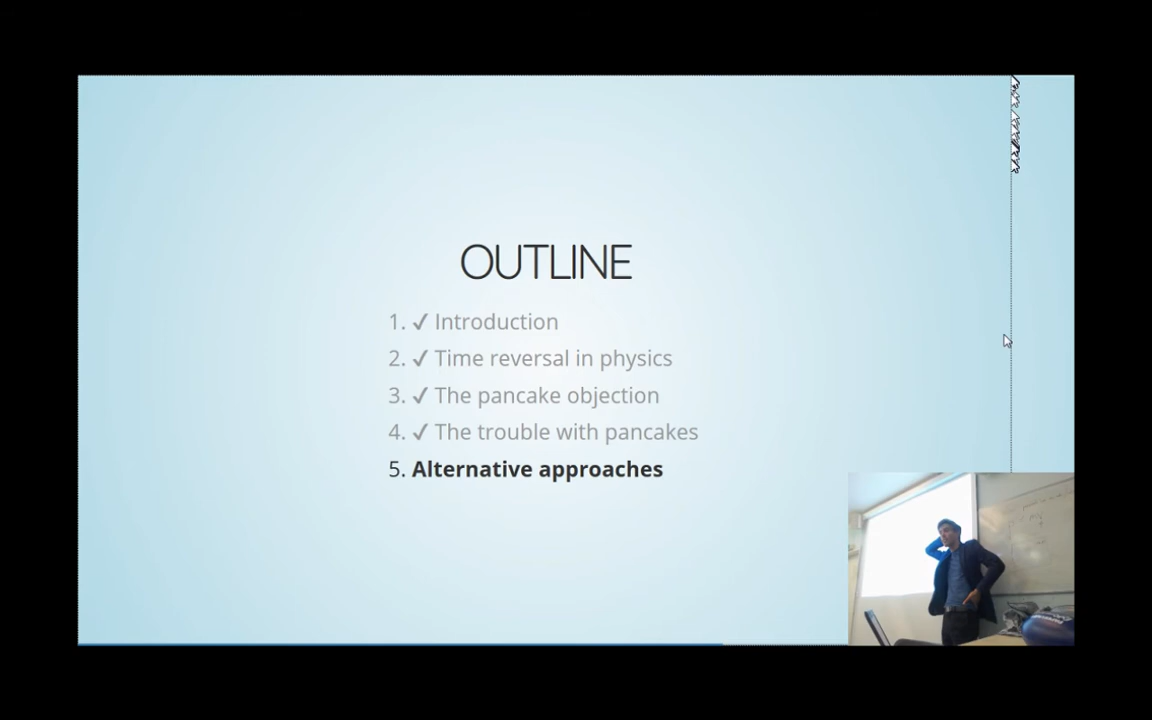 OUTLINE
1. ✓ Introduction
2. ✓ Time reversal in physics
3. ✓ The pancake objection
4. ✓ The trouble with pancakes
5. Alternative approaches